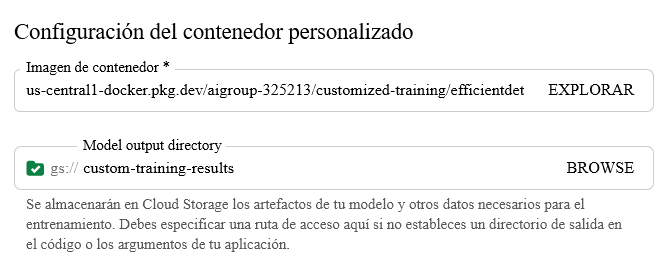 Configuración del contenedor personalizado
Imagen de contenedor *
us-central1-docker.pkg.dev/aigroup-325213/customized-training/efficientdet EXPLORAR
Model output directory
gs:// custom-training-results BROWSE
Se almacenarán en Cloud Storage los artefactos de tu modelo y otros datos necesarios para el
entrenamiento. Debes especificar una ruta de acceso aquí si no estableces un directorio de salida en
el código o los argumentos de tu aplicación.